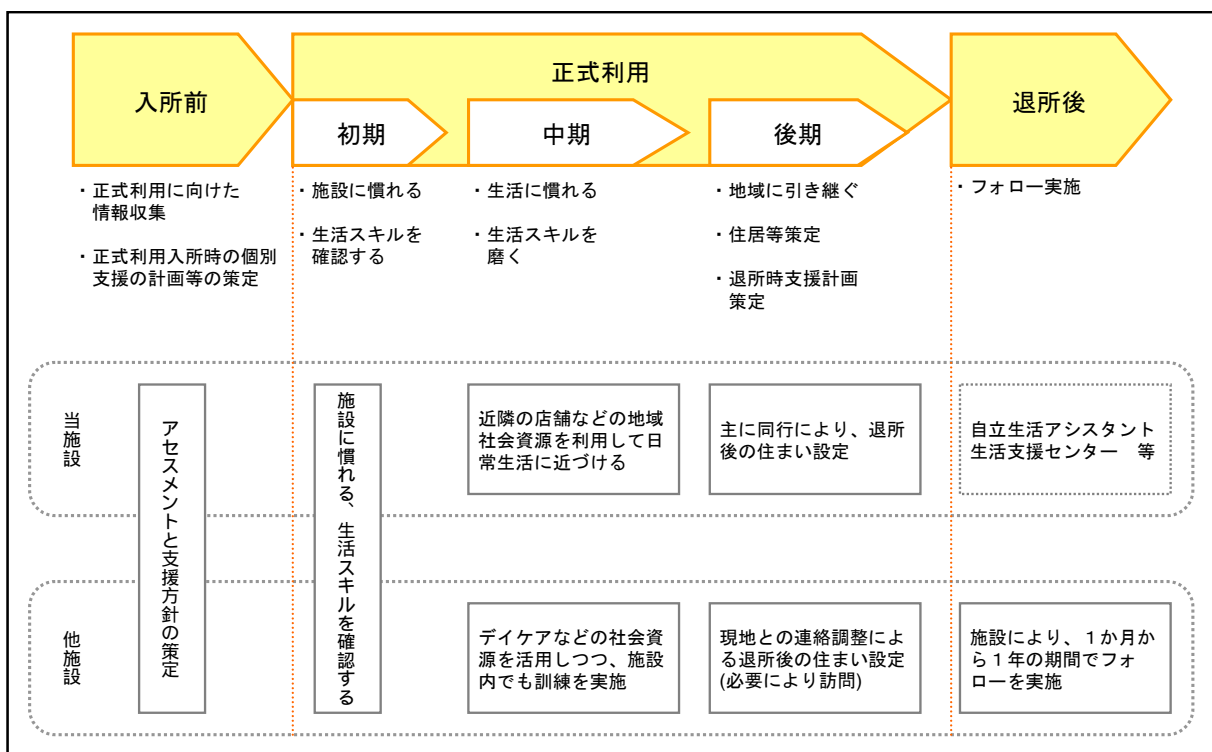 入所前
正式利用
初期
中期
後期
退所後
・正式利用に向けた
情報収集
・正式利用入所時の個別
支援の計画等の策定
・施設に慣れる
・生活スキルを
確認する
・生活に慣れる
・生活スキルを
磨く
・地域に引き継ぐ
・住居等策定
・退所時支援計画
策定
・フォロー実施
当施設
アセスメントと支援方針の策定
施設に慣れる、生活スキルを確認する
近隣の店舗などの地域
社会資源を利用して日
常生活に近づける
主に同行により、退所
後の住まい設定
自立生活アシスタント
生活支援センター　等
他施設
デイケアなどの社会資
源を活用しつつ、施設
内でも訓練を実施
現地との連絡調整によ
る退所後の住まい設定
(必要により訪問)
施設により、１か月か
ら１年の期間でフォ
ローを実施